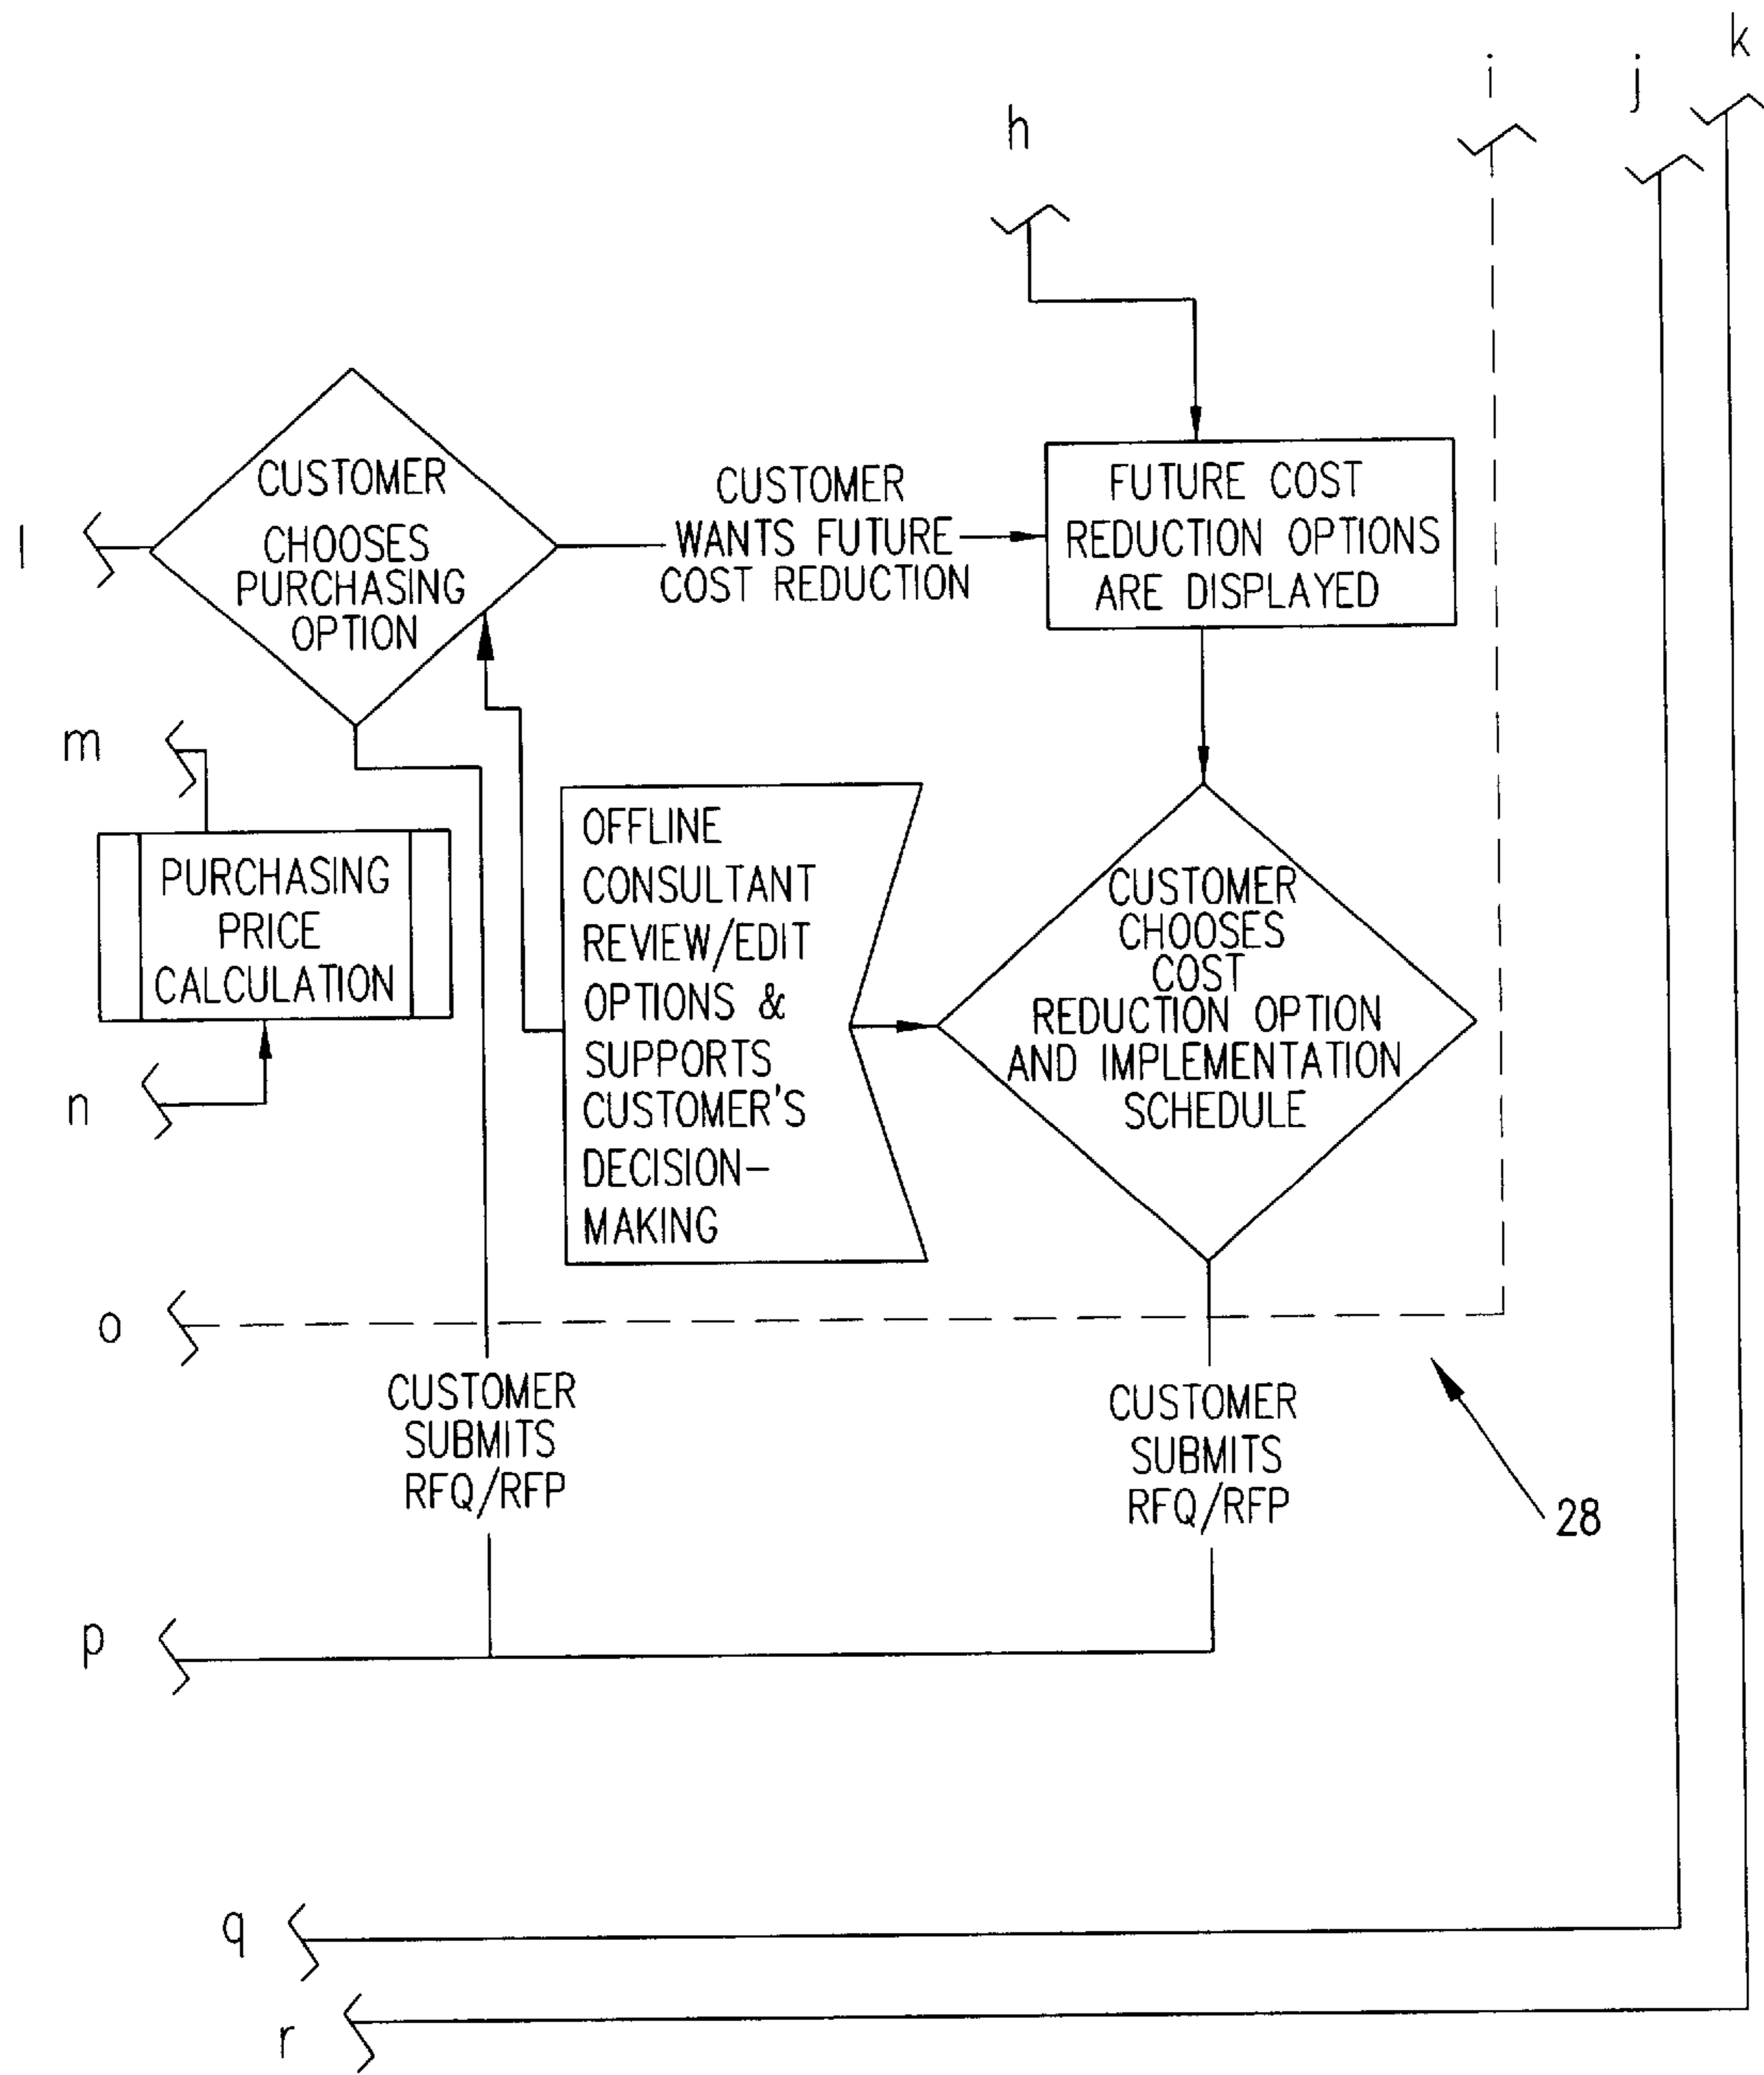 k
i
j
h
CUSTOMER
CHOOSES
PURCHASING
OPTION
l
CUSTOMER
WANTS FUTURE
COST REDUCTION
FUTURE COST
REDUCTION OPTIONS
ARE DISPLAYED
m
PURCHASING
PRICE
CALCULATION
n
OFFLINE
CONSULTANT
REVIEW/EDIT
OPTIONS &
SUPPORTS
CUSTOMER'S
DECISION-
MAKING
CUSTOMER
CHOOSES
COST
REDUCTION OPTION
AND IMPLEMENTATION
SCHEDULE
o
CUSTOMER
SUBMITS
RFQ/RFP
CUSTOMER
SUBMITS
RFQ/RFP
28
p
q
r